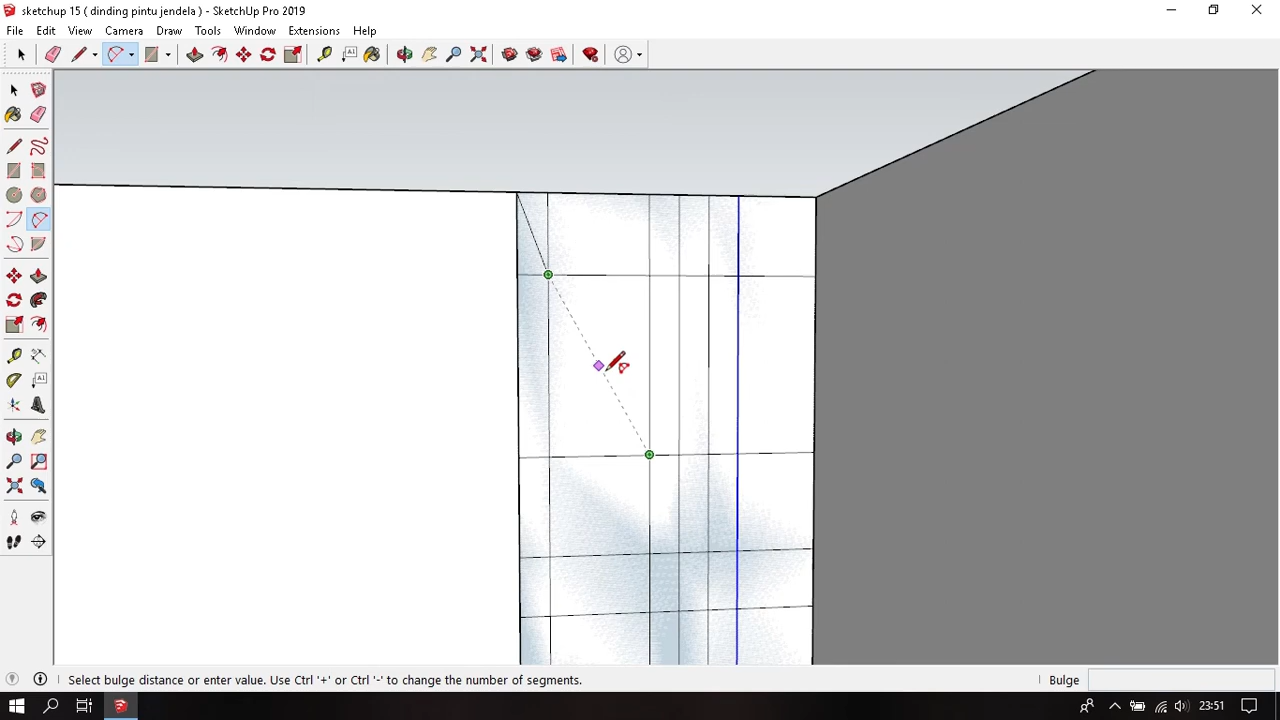 sketchup 15 ( dinding pintu jendela ) - SketchUp Pro 2019
File Edit View Camera Draw Tools Window Extensions Help
Select bulge distance or enter value. Use Ctrl '+' or Ctrl '-' to change the number of segments.
Bulge
23:51